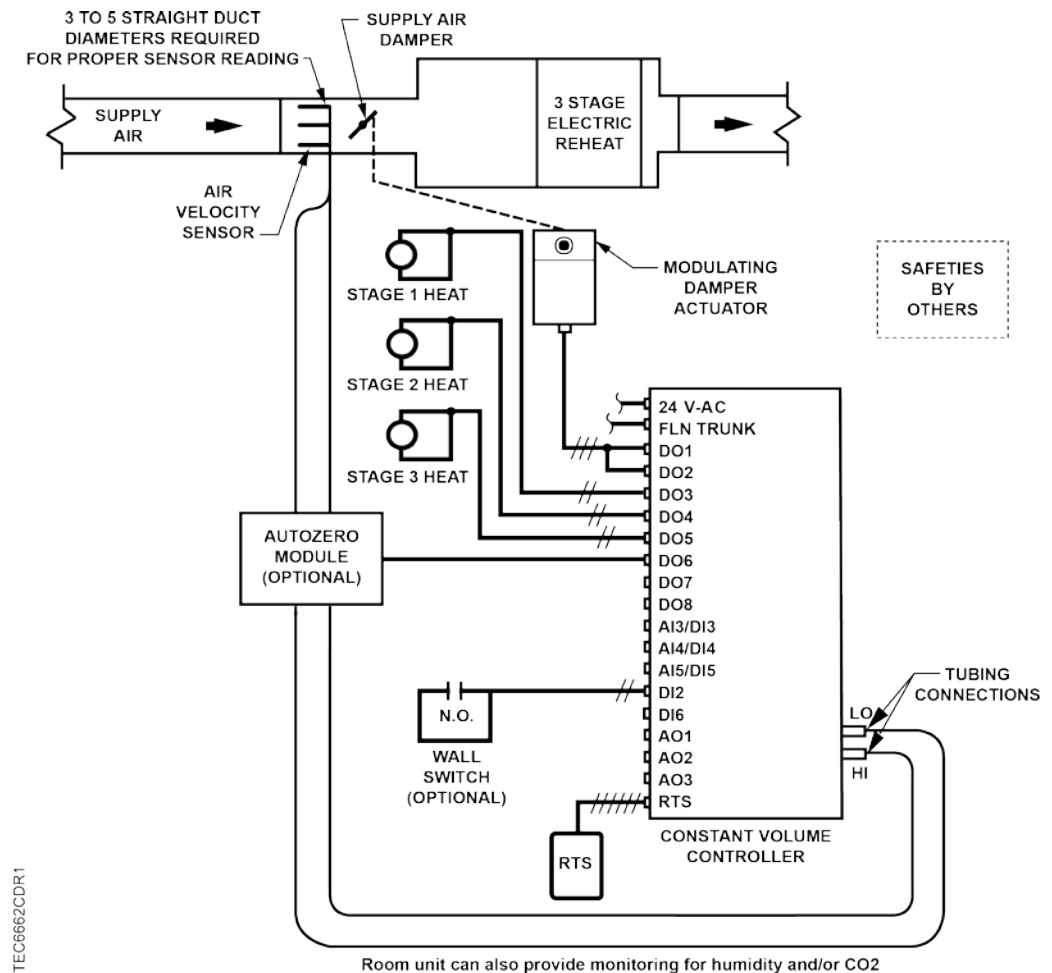 3 TO 5 STRAIGHT DUCT
DIAMETERS REQUIRED
FOR PROPER SENSOR READING
SUPPLY AIR
DAMPER
SUPPLY
AIR
3 STAGE
ELECTRIC
REHEAT
AIR
VELOCITY
SENSOR
STAGE 1 HEAT
MODULATING
DAMPER
ACTUATOR
SAFETIES
BY
OTHERS
STAGE 2 HEAT
STAGE 3 HEAT
24 V-AC
FLN TRUNK
DO1
DO2
DO3
DO4
DO5
DO6
DO7
DO8
AI3/DI3
AI4/DI4
AI5/DI5
DI2
DI6
AO1
AO2
AO3
RTS
AUTOZERO
MODULE
(OPTIONAL)
N.O.
WALL
SWITCH
(OPTIONAL)
TUBING
CONNECTIONS
LO
HI
RTS
CONSTANT VOLUME
CONTROLLER
TEC6662CDR1
Room unit can also provide monitoring for humidity and/or CO2